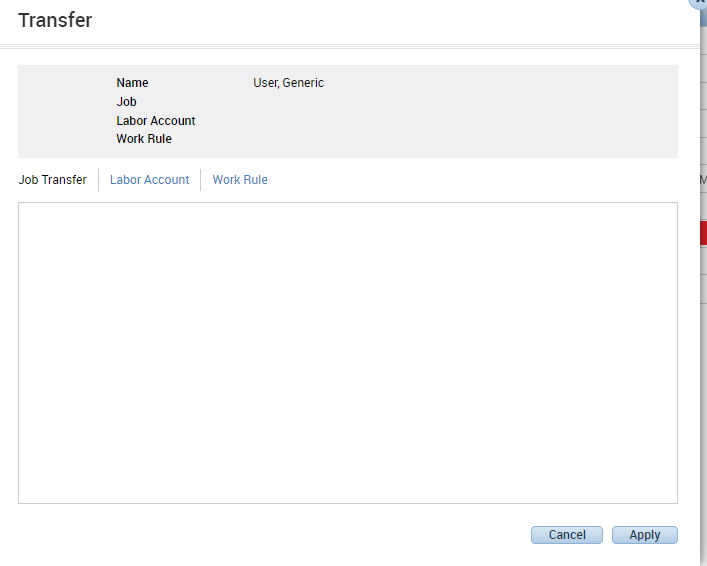 Transfer
Name User, Generic
Job
Labor Account
Work Rule
Job Transfer Labor Account Work Rule
Cancel Apply